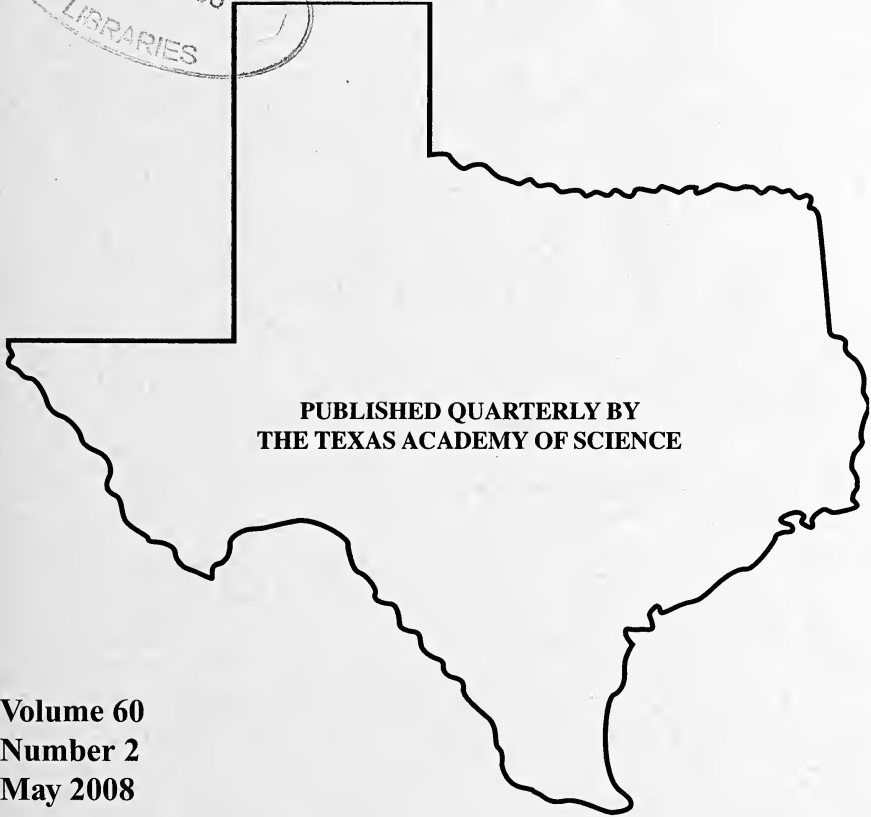 LIBRARIES
PUBLISHED QUARTERLY BY
THE TEXAS ACADEMY OF SCIENCE
Volume 60
Number 2
May 2008